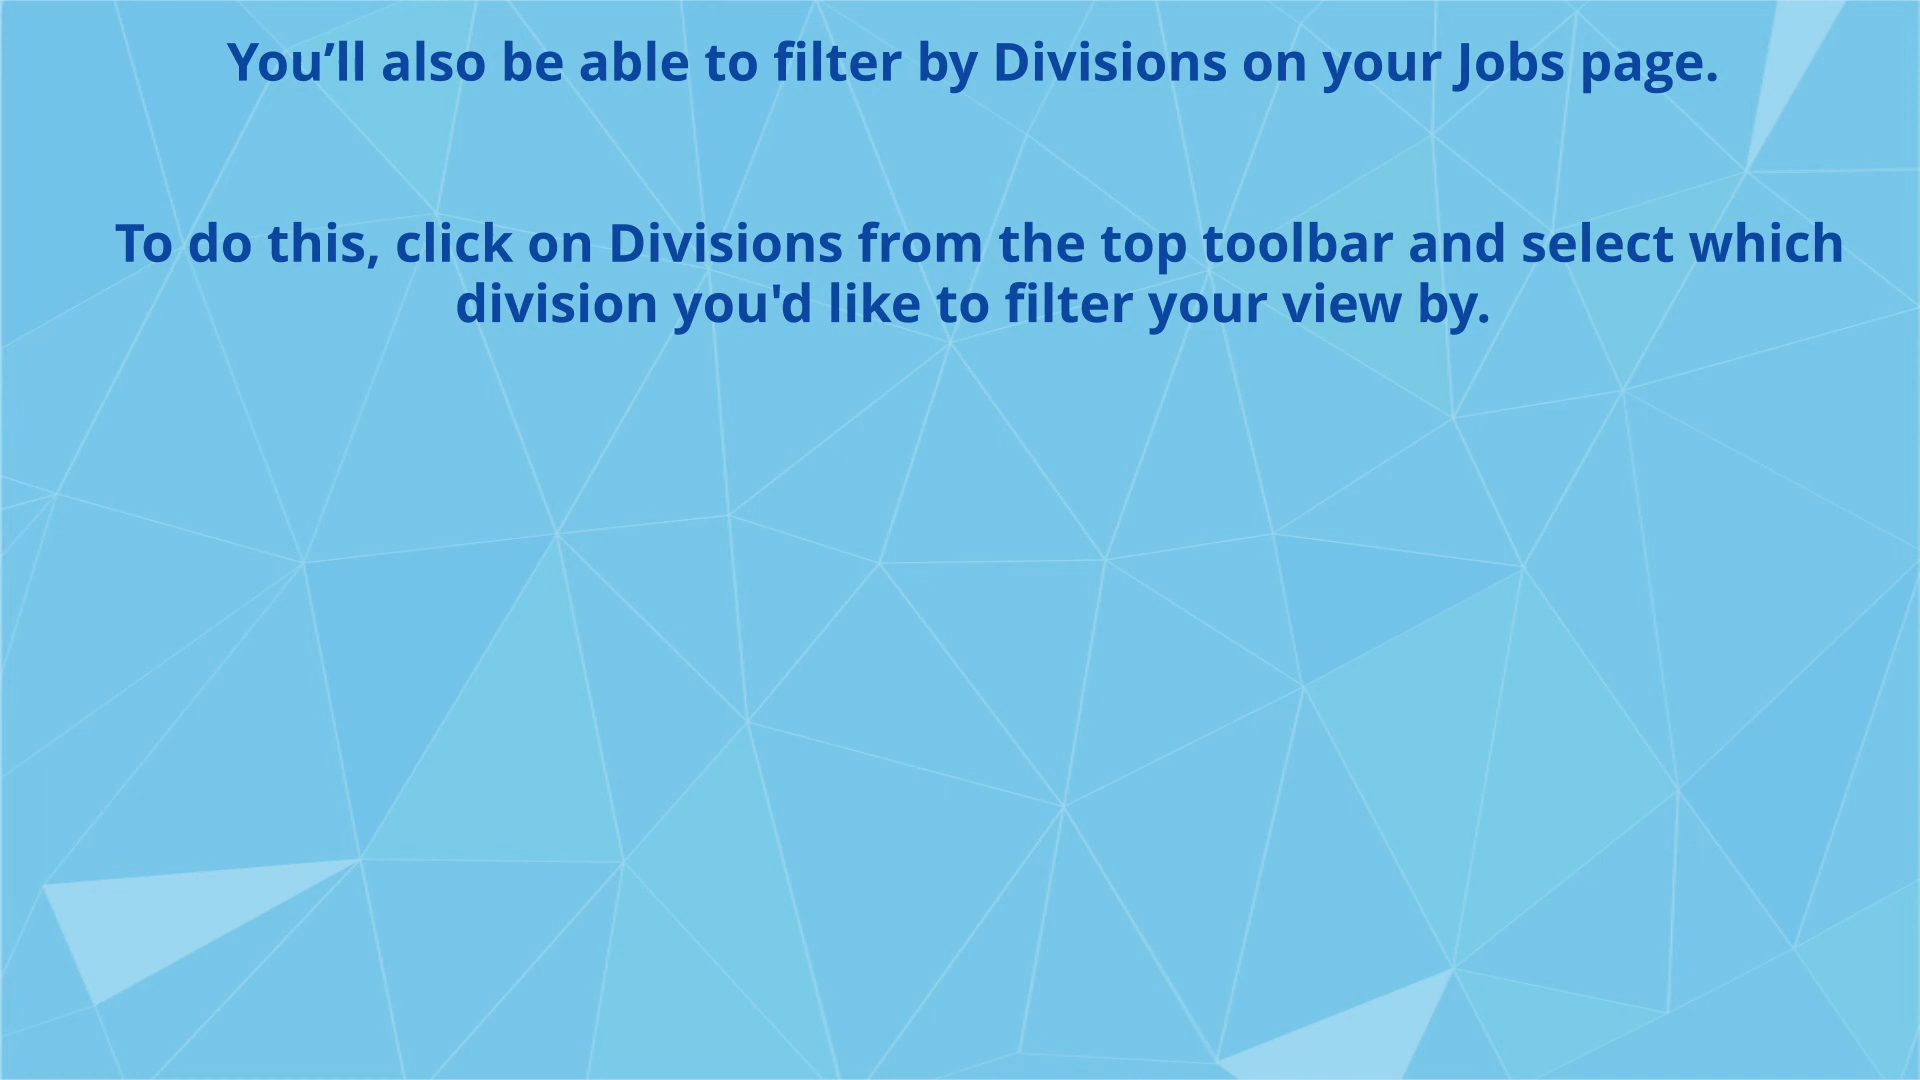 You’ll also be able to filter by Divisions on your Jobs page.
To do this, click on Divisions from the top toolbar and select which
division you'd like to filter your view by.